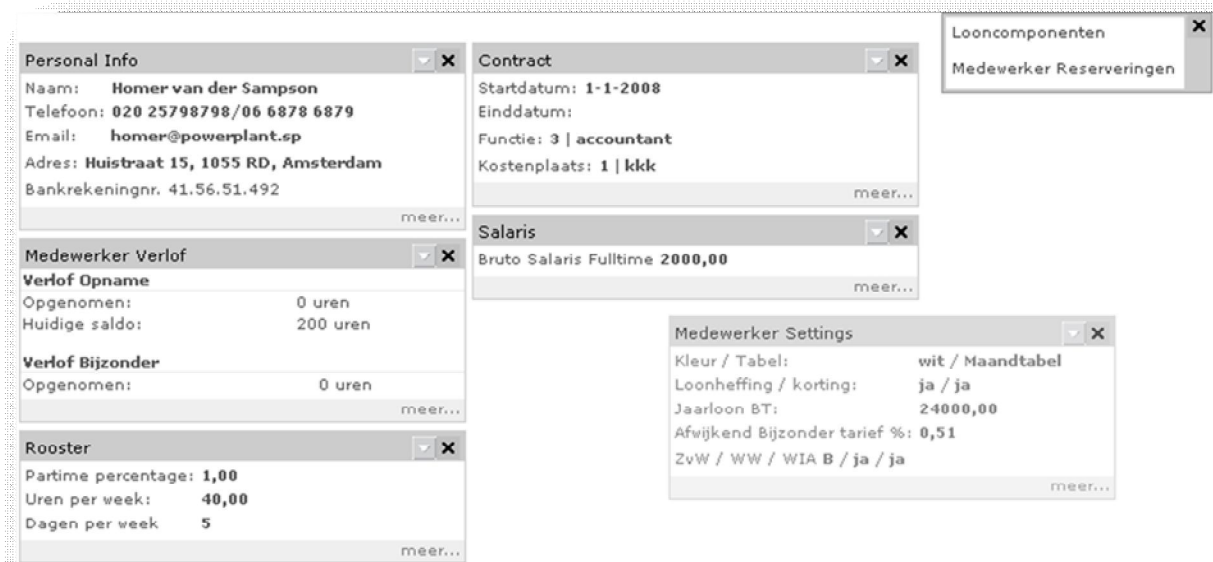 Looncomponenten
Medewerker Reserveringen
Personal Info
Naam: Homer van der Sampson
Telefoon: 020 25798798/06 6878 6879
Email: homer@powerplant.sp
Adres: Huistraat 15, 1055 RD, Amsterdam
Bankrekeningnr. 41.56.51.492
meer...
Medewerker Verlof
Verlof Opname
Opgenomen: 0 uren
Huidige saldo: 200 uren
Verlof Bijzonder
Opgenomen: 0 uren
meer...
Rooster
Partime percentage: 1,00
Uren per week: 40,00
Dagen per week 5
meer...
Contract
Startdatum: 1-1-2008
Einddatum:
Functie: 3 | accountant
Kostenplaats: 1 | kkk
meer...
Salaris
Bruto Salaris Fulltime 2000,00
meer...
Medewerker Settings
Kleur / Tabel: wit / Maandtabel
Loonheffing / korting: ja / ja
Jaarloon BT: 24000,00
Afwijkend Bijzonder tarief %: 0,51
ZvW / WW / WIA B / ja / ja
meer...